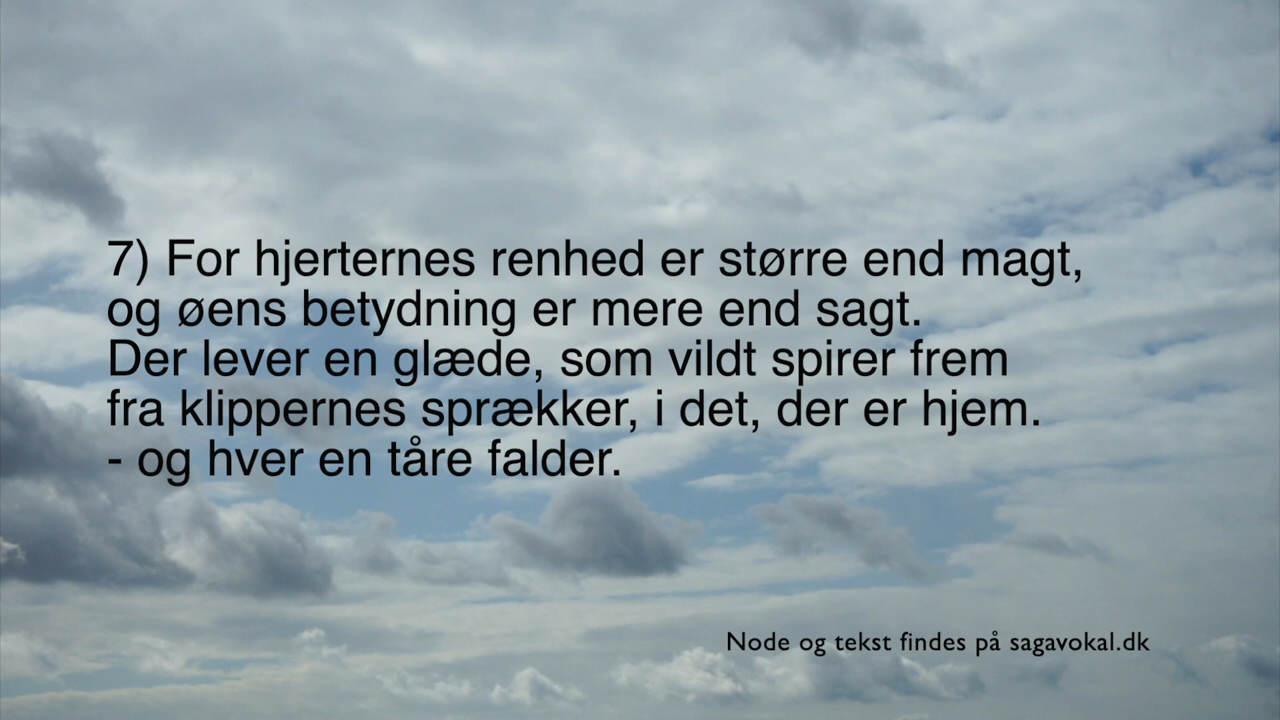 7) For hjerternes renhed er større end magt,
og øens betydning er mere end sagt.
Der lever en glæde, som vildt spirer frem
fra klippernes sprækker, i det, der er hjem.
- og hver en tåre falder.
Node og tekst findes på sagavokal.dk